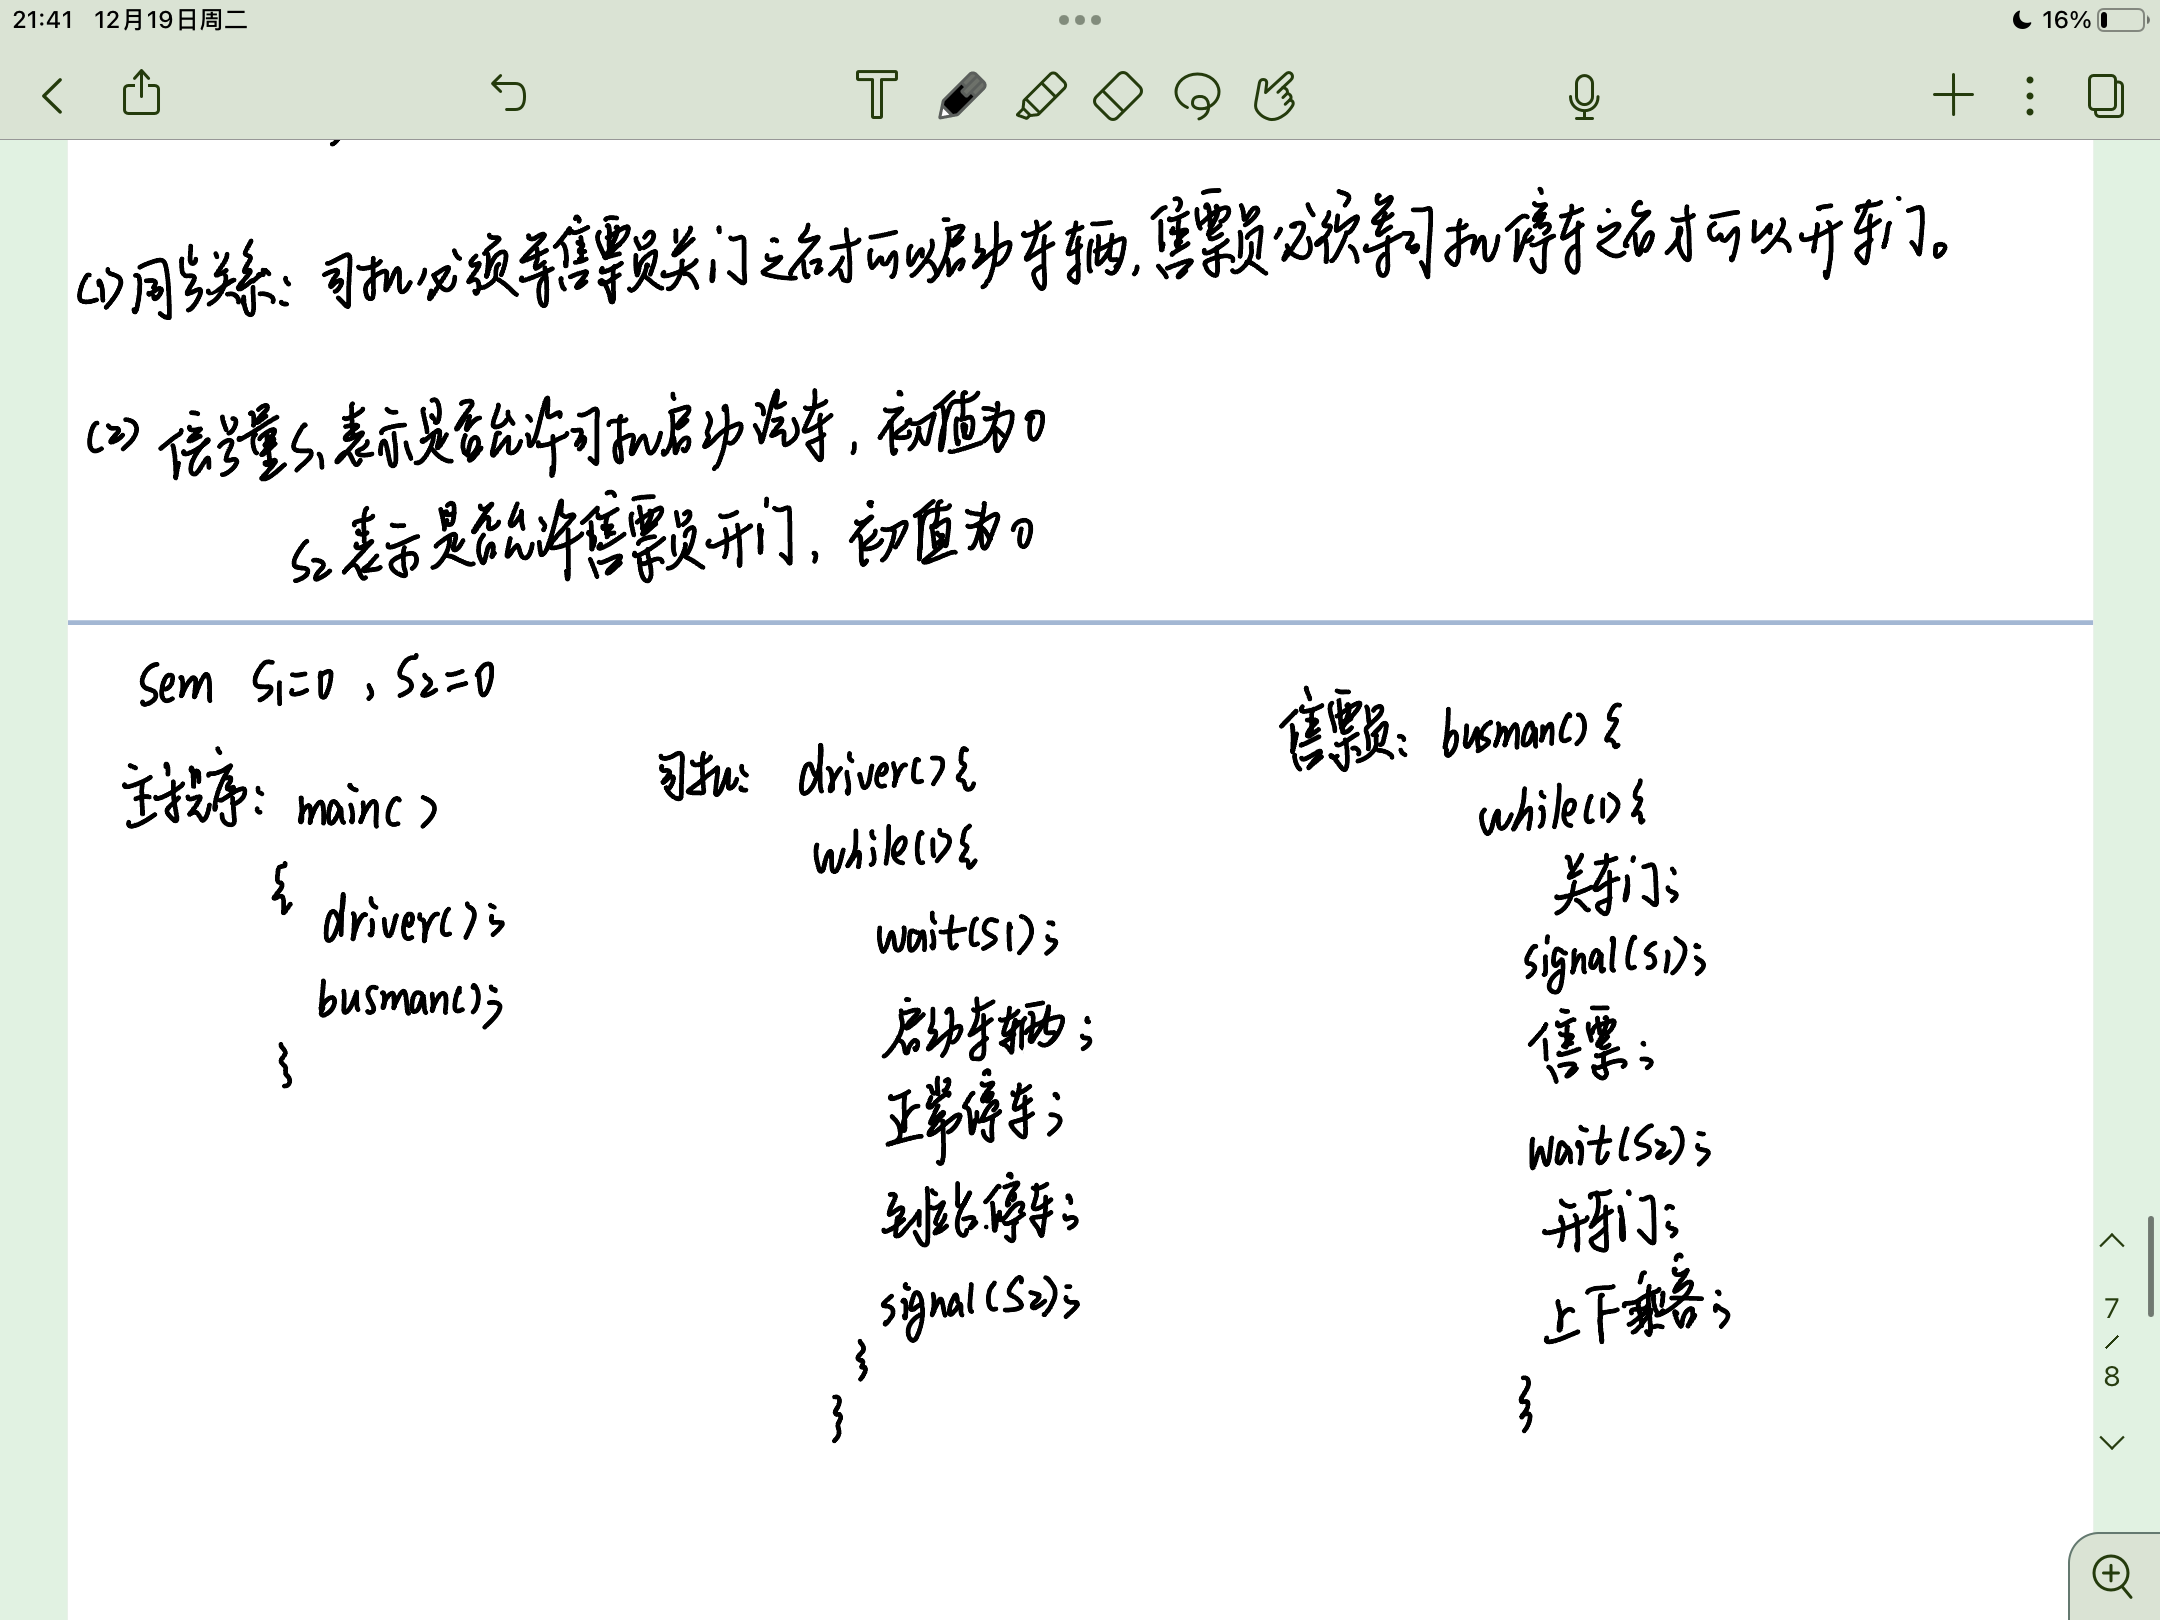 21:41 12月19日周二
16%
(1)同步关系：司机必须等售票员关门之后才可以启动车辆，售票员必须等司机停车之后才可以开车门。
(2) 信号量S1表示是否允许司机启动汽车，初值为0
S2表示是否允许售票员开门，初值为0
Sem S1=0，S2=0
主程序：main()
{
driver();
busman();
}
司机：driver(){
while(1){
wait(S1);
启动车辆;
正常停车;
到站停车;
signal(S2);
}
}
售票员：busman(){
while(1){
关车门;
signal(S1);
售票;
wait(S2);
开车门;
上下乘客;
}
7
/
8